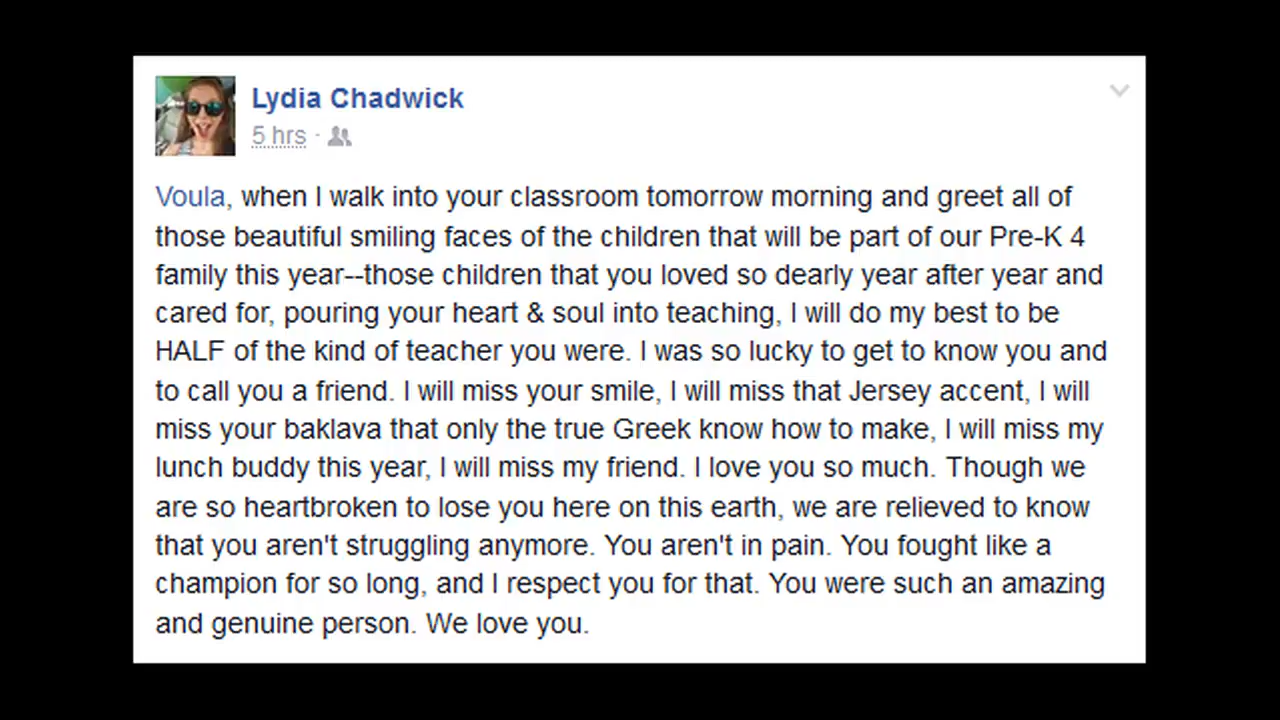 Lydia Chadwick
5 hrs ·
Voula, when I walk into your classroom tomorrow morning and greet all of
those beautiful smiling faces of the children that will be part of our Pre-K 4
family this year--those children that you loved so dearly year after year and
cared for, pouring your heart & soul into teaching, I will do my best to be
HALF of the kind of teacher you were. I was so lucky to get to know you and
to call you a friend. I will miss your smile, I will miss that Jersey accent, I will
miss your baklava that only the true Greek know how to make, I will miss my
lunch buddy this year, I will miss my friend. I love you so much. Though we
are so heartbroken to lose you here on this earth, we are relieved to know
that you aren't struggling anymore. You aren't in pain. You fought like a
champion for so long, and I respect you for that. You were such an amazing
and genuine person. We love you.